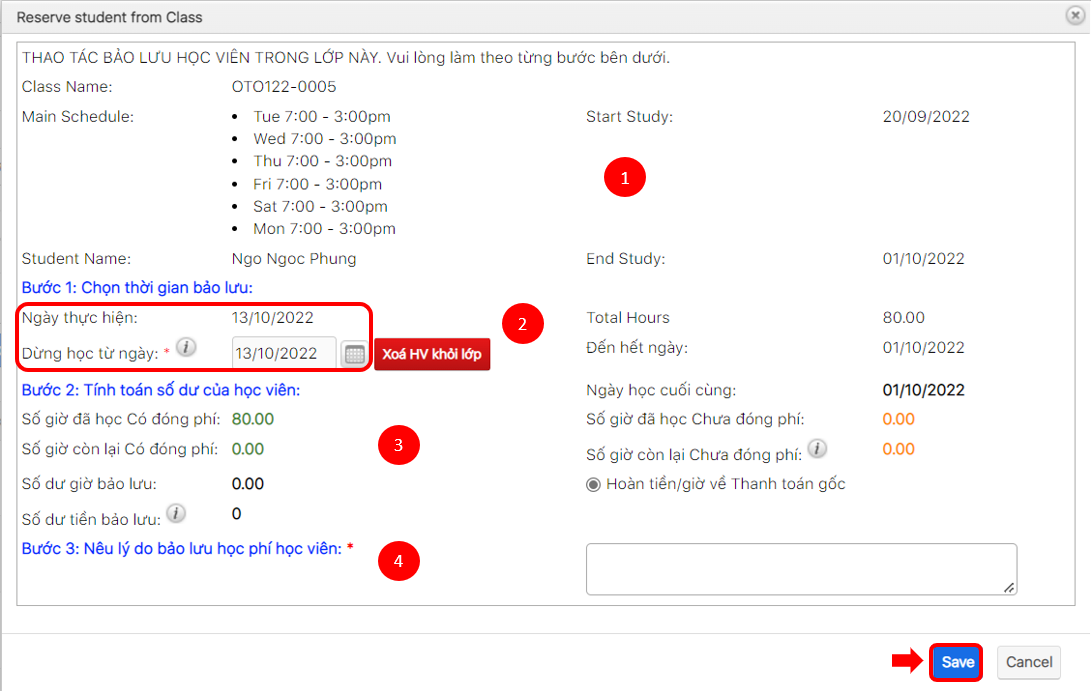 Reserve student from Class
THAO TÁC BẢO LƯU HỌC VIÊN TRONG LỚP NÀY. Vui lòng làm theo từng bước bên dưới.
Class Name: OTO122-0005
Main Schedule: • Tue 7:00 - 3:00pm Start Study: 20/09/2022
• Wed 7:00 - 3:00pm
• Thu 7:00 - 3:00pm
1
• Fri 7:00 - 3:00pm
• Sat 7:00 - 3:00pm
• Mon 7:00 - 3:00pm
Student Name: Ngo Ngoc Phung End Study: 01/10/2022
Bước 1: Chọn thời gian bảo lưu:
Ngày thực hiện: 13/10/2022 2 Total Hours 80.00
Dừng học từ ngày: * i 13/10/2022 Xoá HV khỏi lớp Đến hết ngày: 01/10/2022
Bước 2: Tính toán số dư của học viên: Ngày học cuối cùng: 01/10/2022
Số giờ đã học Có đóng phí: 80.00 Số giờ đã học Chưa đóng phí: 0.00
Số giờ còn lại Có đóng phí: 0.00 3 Số giờ còn lại Chưa đóng phí: i 0.00
Số dư giờ bảo lưu: 0.00 Hoàn tiền/giờ về Thanh toán gốc
Số dư tiền bảo lưu: i 0
Bước 3: Nêu lý do bảo lưu học phí học viên: * 4
Save Cancel